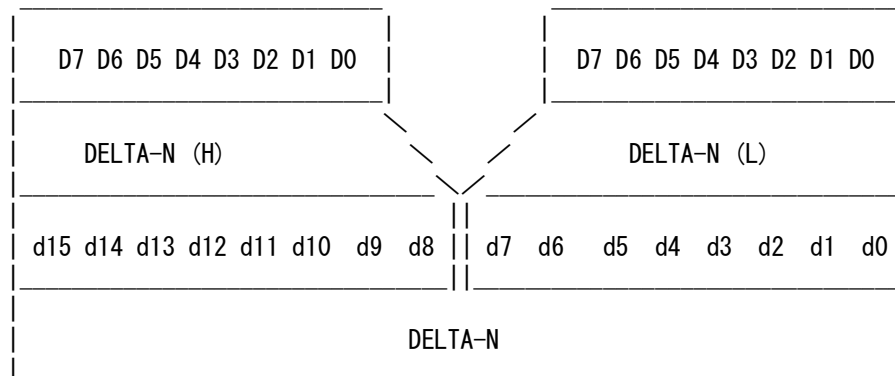 D7 D6 D5 D4 D3 D2 D1 D0 D7 D6 D5 D4 D3 D2 D1 D0
DELTA-N (H) DELTA-N (L)
d15 d14 d13 d12 d11 d10 d9 d8 d7 d6 d5 d4 d3 d2 d1 d0
DELTA-N